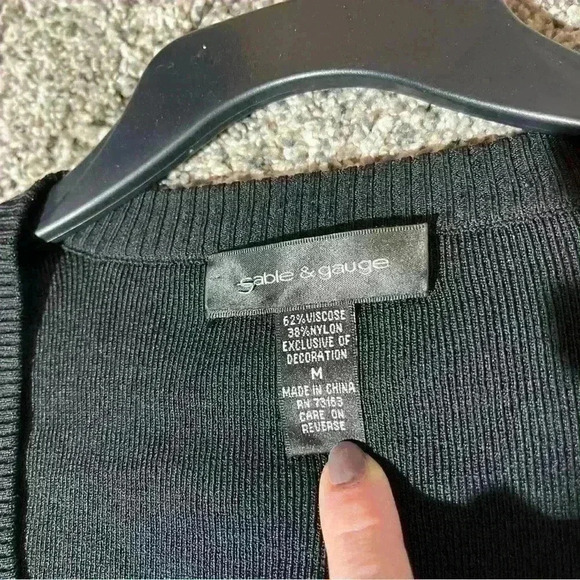 Sable & gauge
62%VISCOSE
38%NYLON
EXCLUSIVE OF
DECORATION
M
MADE IN CHINA
RN 73163
CARE ON
REVERSE